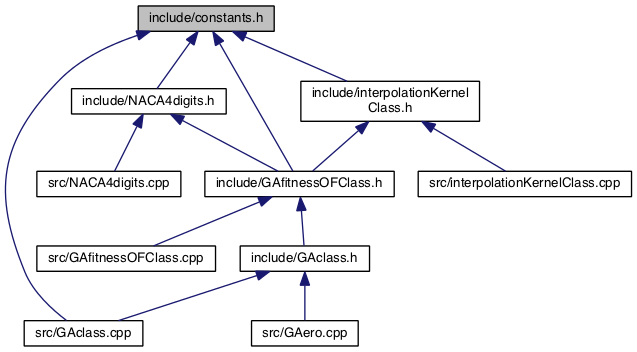 include/constants.h
include/NACA4digits.h
include/interpolationKernel
Class.h
src/NACA4digits.cpp
include/GAfitnessOFClass.h
src/interpolationKernelClass.cpp
src/GAfitnessOFClass.cpp
include/GAclass.h
src/GAclass.cpp
src/GAero.cpp